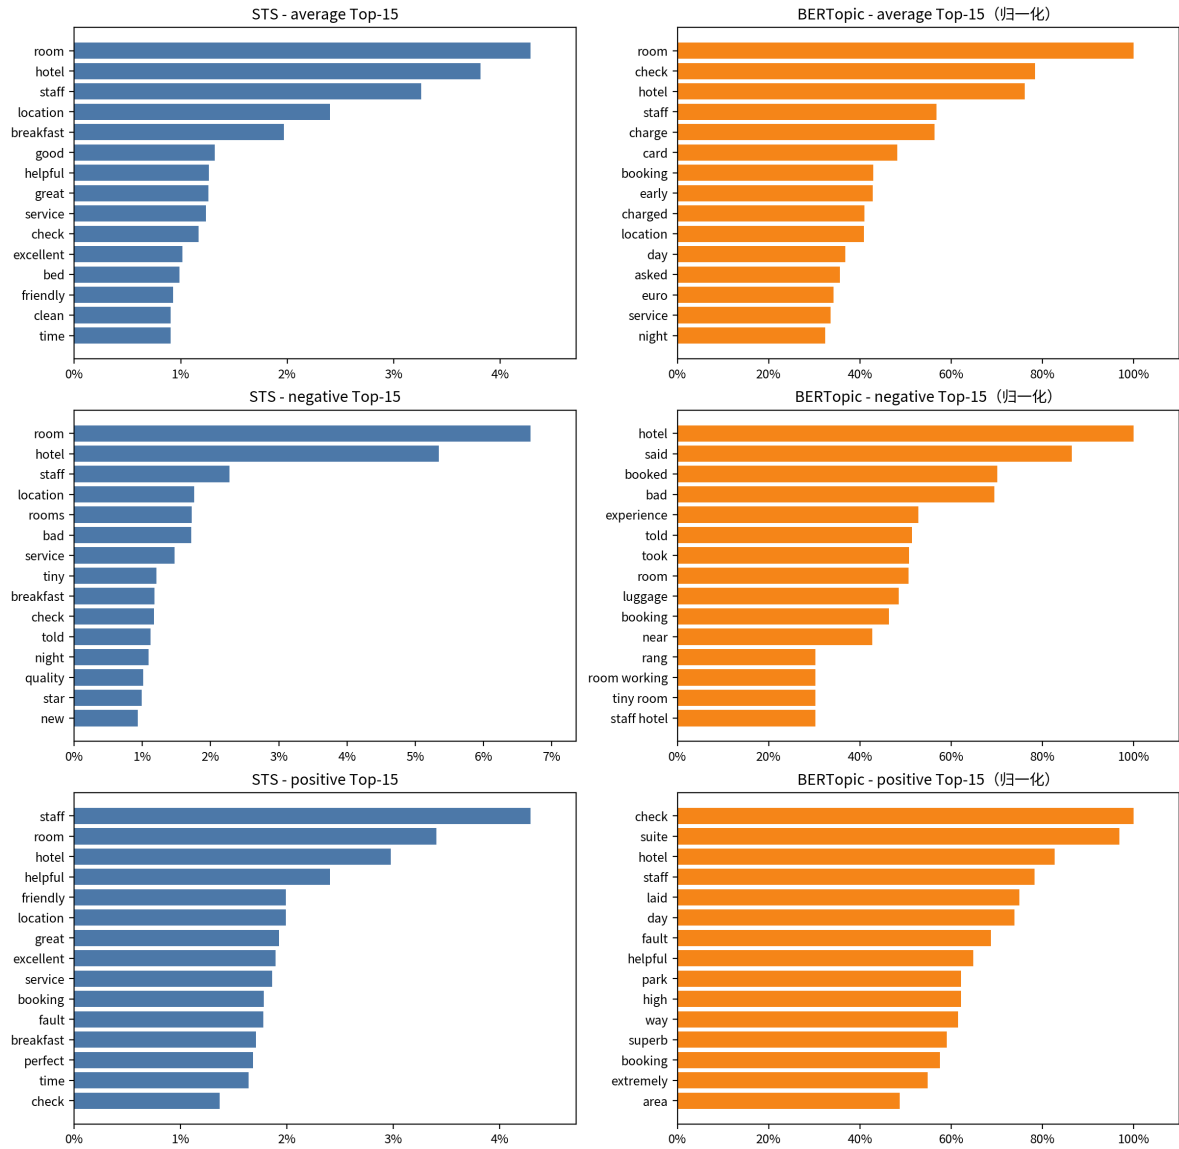 STS - average Top-15
room
hotel
staff
location
breakfast
good
helpful
great
service
check
excellent
bed
friendly
clean
time
0% 1% 2% 3% 4%
BERTopic - average Top-15（归一化）
room
check
hotel
staff
charge
card
booking
early
charged
location
day
asked
euro
service
night
0% 20% 40% 60% 80% 100%
STS - negative Top-15
room
hotel
staff
location
rooms
bad
service
tiny
breakfast
check
told
night
quality
star
new
0% 1% 2% 3% 4% 5% 6% 7%
BERTopic - negative Top-15（归一化）
hotel
said
booked
bad
experience
told
took
room
luggage
booking
near
rang
room working
tiny room
staff hotel
0% 20% 40% 60% 80% 100%
STS - positive Top-15
staff
room
hotel
helpful
friendly
location
great
excellent
service
booking
fault
breakfast
perfect
time
check
0% 1% 2% 3% 4%
BERTopic - positive Top-15（归一化）
check
suite
hotel
staff
laid
day
fault
helpful
park
high
way
superb
booking
extremely
area
0% 20% 40% 60% 80% 100%